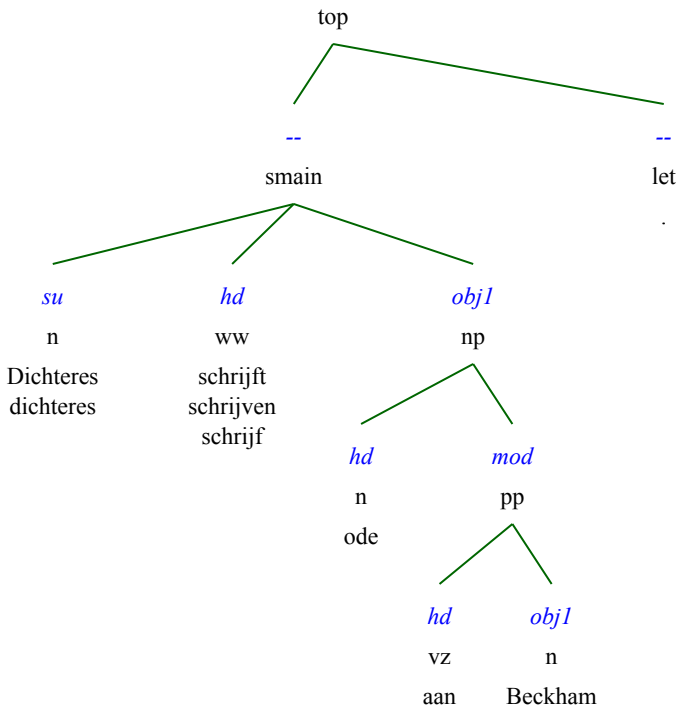 top
-- --
smain let
.
su hd obj1
n ww np
Dichteres schrijft
dichteres schrijven
schrijf
hd mod
n pp
ode
hd obj1
vz n
aan Beckham